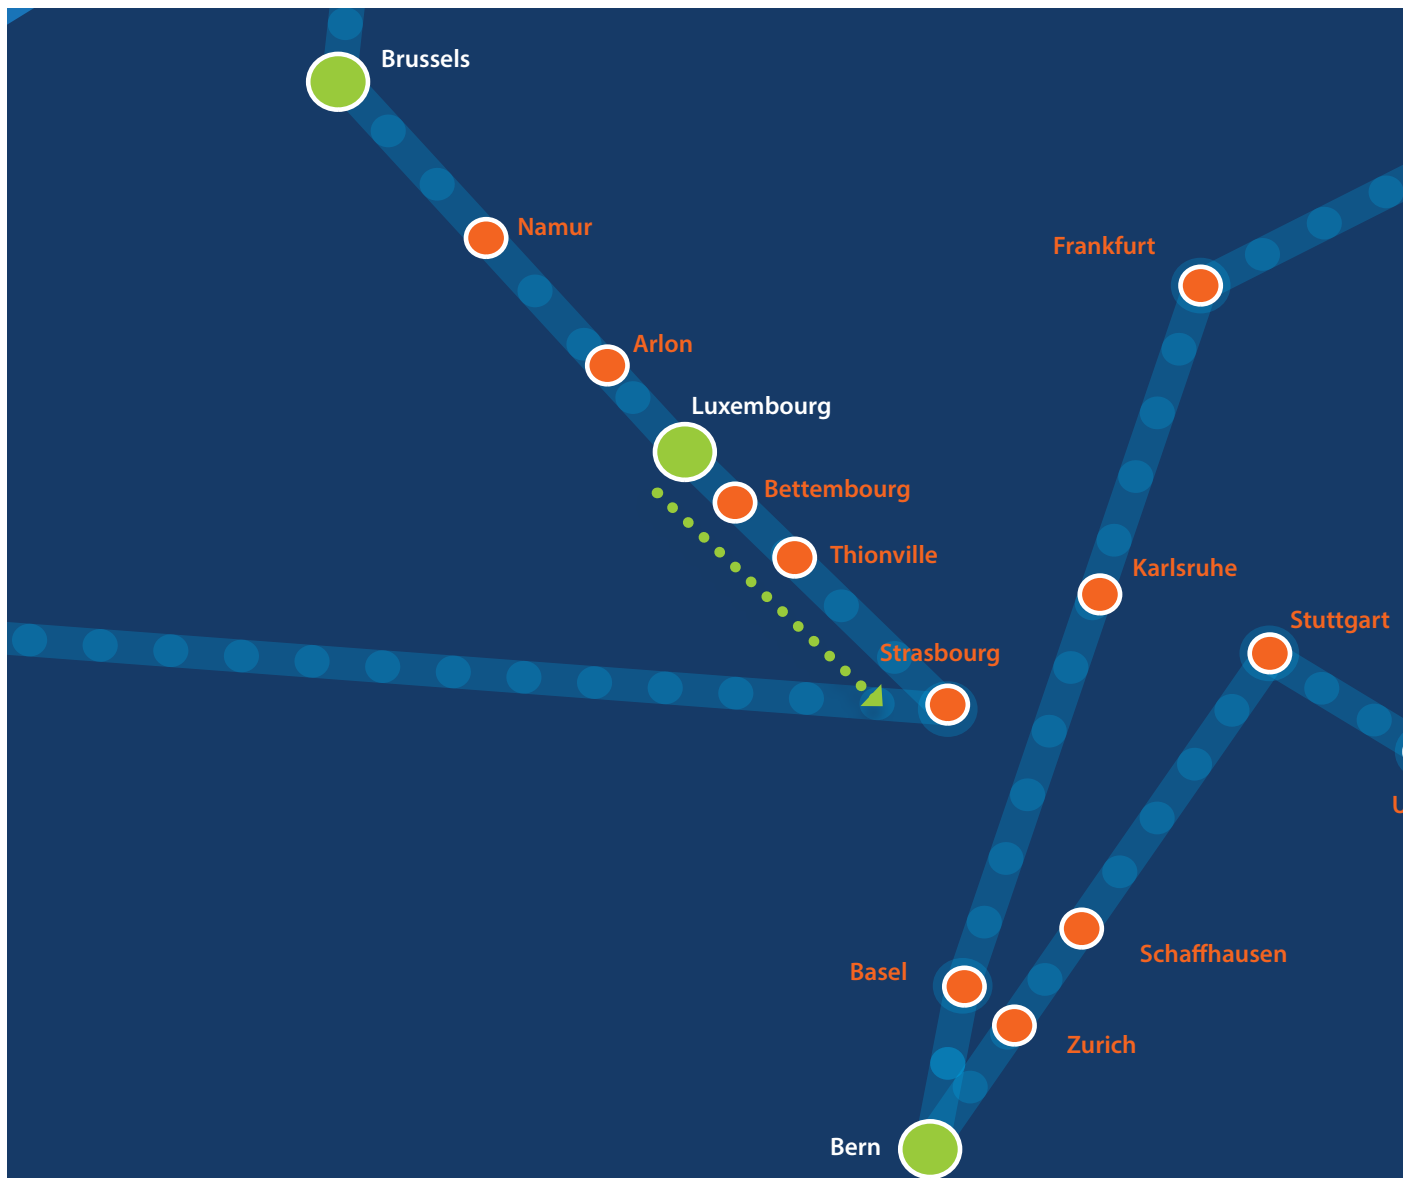 Brussels
Namur
Frankfurt
Arlon
Luxembourg
Bettembourg
Thionville
Karlsruhe
Stuttgart
Strasbourg
Schaffhausen
Basel
Zurich
Bern